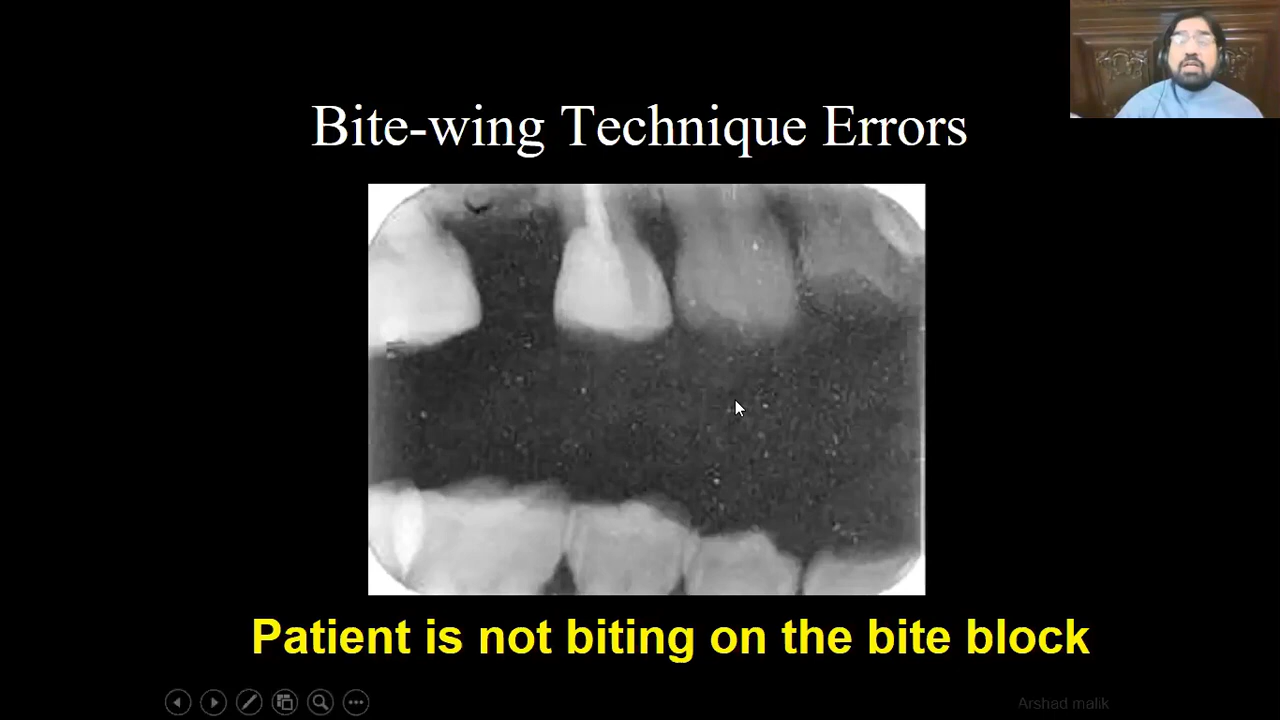 Bite-wing Technique Errors
Patient is not biting on the bite block
Arshad malik